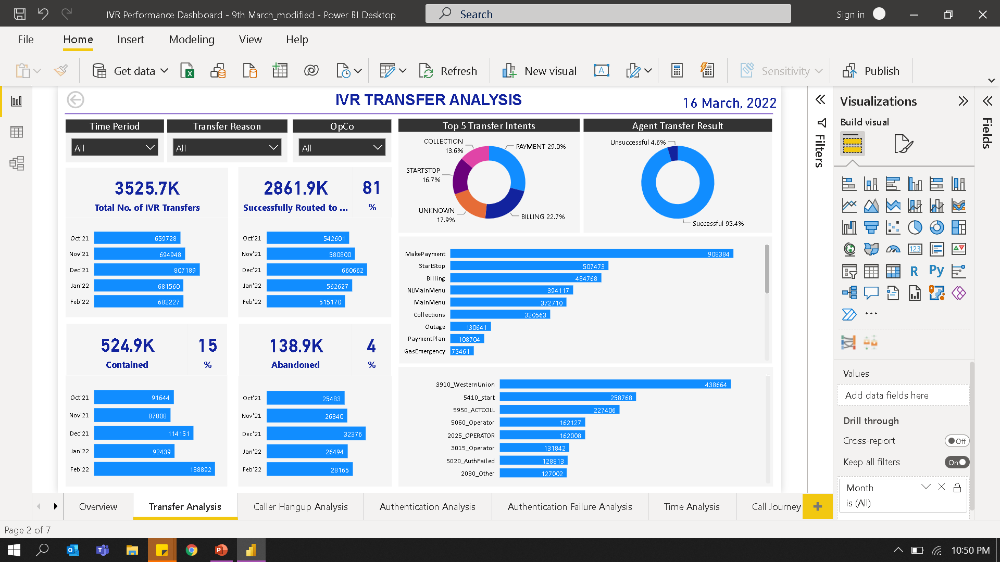 IVR Performance Dashboard - 9th March_modified - Power BI Desktop
Search
Sign in
File
Home
Insert
Modeling
View
Help
Get data
Refresh
New visual
Sensitivity
Publish
IVR TRANSFER ANALYSIS
16 March, 2022
Time Period
All
Transfer Reason
All
OpCo
All
3525.7K
Total No. of IVR Transfers
Oct'21 659728
Nov'21 694948
Dec'21 807189
Jan'22 681560
Feb'22 682227
2861.9K
Successfully Routed to ...
81
%
Oct'21 542601
Nov'21 580800
Dec'21 660662
Jan'22 562627
Feb'22 515170
524.9K
Contained
15
%
Oct'21 91644
Nov'21 87808
Dec'21 114151
Jan'22 92439
Feb'22 138892
138.9K
Abandoned
4
%
Oct'21 25483
Nov'21 26340
Dec'21 32376
Jan'22 26494
Feb'22 28165
Top 5 Transfer Intents
COLLECTION
13.6%
PAYMENT 29.0%
STARTSTOP
16.7%
UNKNOWN
17.9%
BILLING 22.7%
Agent Transfer Result
Unsuccessful 4.6%
Successful 95.4%
MakePayment 908384
StartStop 507473
Billing 484768
NLMainMenu 394117
MainMenu 372710
Collections 320563
Outage 130641
PaymentPlan 108704
GasEmergency 75461
3910_WesternUnion 438664
5410_start 258768
5950_ACTCOLL 227406
5060_Operator 162127
2025_OPERATOR 162008
3015_Operator 131842
5020_AuthFailed 128813
2030_Other 127002
Filters
Visualizations
Build visual
123
R
Py
Values
Add data fields here
Drill through
Cross-report
Off
Keep all filters
On
Month
is (All)
Fields
Overview
Transfer Analysis
Caller Hangup Analysis
Authentication Analysis
Authentication Failure Analysis
Time Analysis
Call Journey
Page 2 of 7
10:50 PM